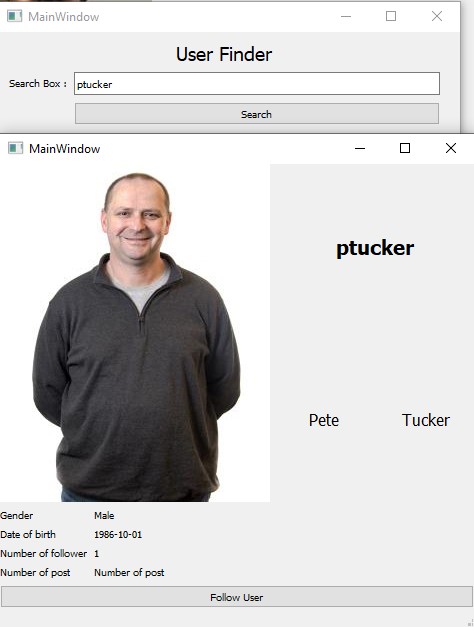 MainWindow
User Finder
Search Box : ptucker
Search
MainWindow
ptucker
Pete Tucker
Gender Male
Date of birth 1986-10-01
Number of follower 1
Number of post Number of post
Follow User